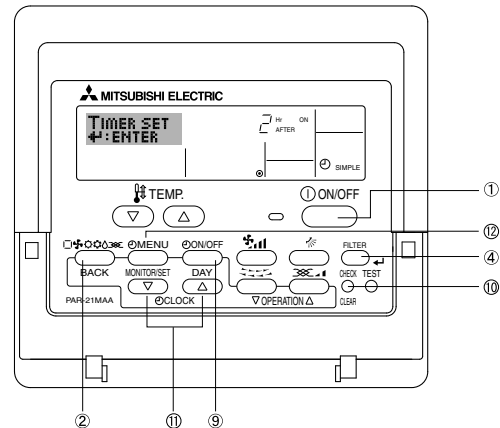 MITSUBISHI ELECTRIC
TIMER SET
:ENTER
2 Hr ON
AFTER
SIMPLE
TEMP.
ON/OFF
①
⑫
MENU
ON/OFF
FILTER
④
BACK
MONITOR/SET
DAY
CHECK TEST
⑩
PAR-21MAA
CLOCK
▽ OPERATION △
CLEAR
②
⑪
⑨